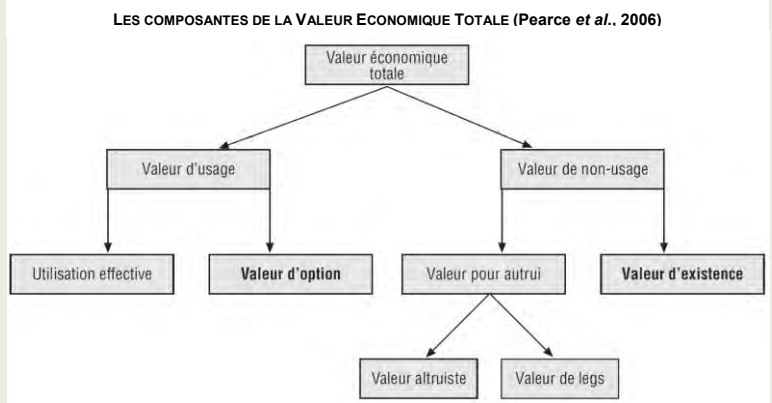 LES COMPOSANTES DE LA VALEUR ECONOMIQUE TOTALE (Pearce et al., 2006)
Valeur économique
totale
Valeur d'usage
Valeur de non-usage
Utilisation effective
Valeur d'option
Valeur pour autrui
Valeur d'existence
Valeur altruiste
Valeur de legs